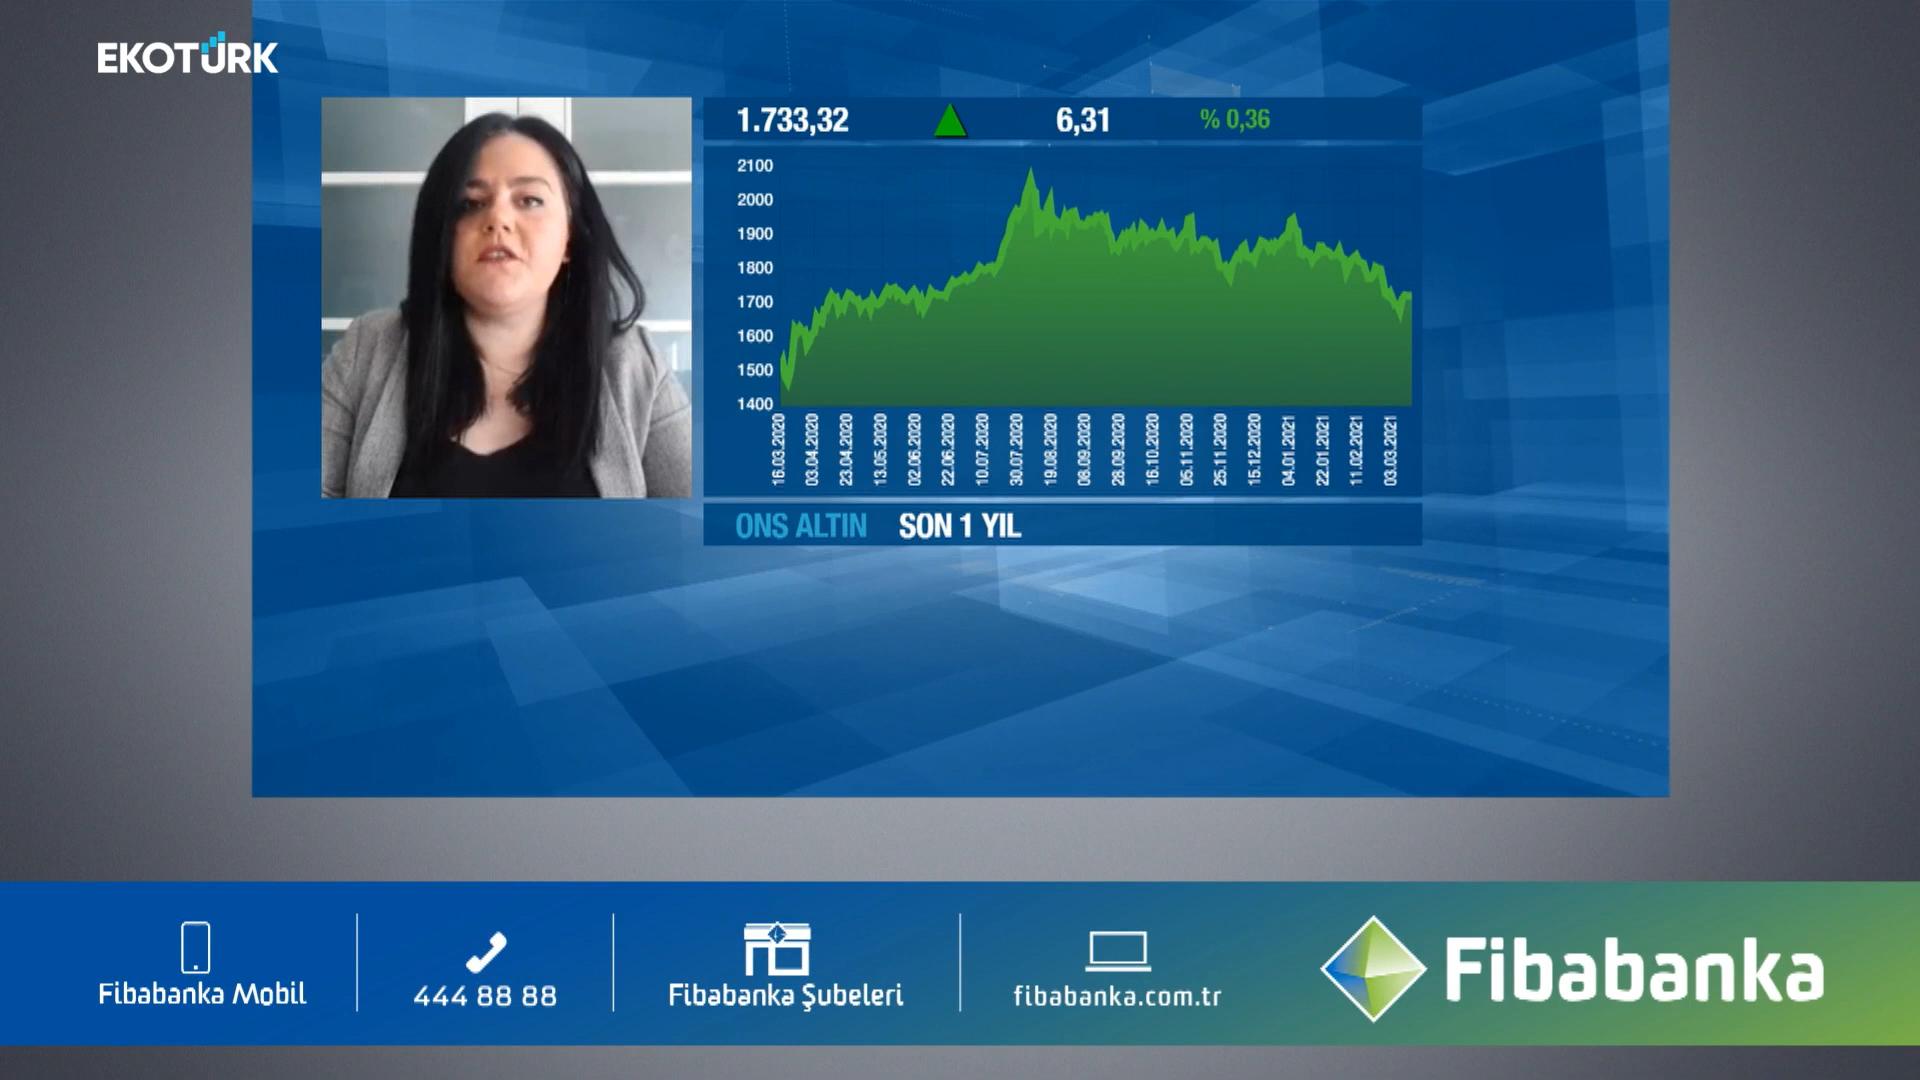 EKOTÜRK
1.733,32 6,31 % 0,36
2100
2000
1900
1800
1700
1600
1500
1400
16.03.2020 03.04.2020 23.04.2020 13.05.2020 02.06.2020 22.06.2020 10.07.2020 30.07.2020 19.08.2020 08.09.2020 28.09.2020 16.10.2020 05.11.2020 25.11.2020 15.12.2020 04.01.2021 22.01.2021 11.02.2021 03.03.2021
ONS ALTIN SON 1 YIL
Fibabanka Mobil
444 88 88
Fibabanka Şubeleri
fibabanka.com.tr
Fibabanka